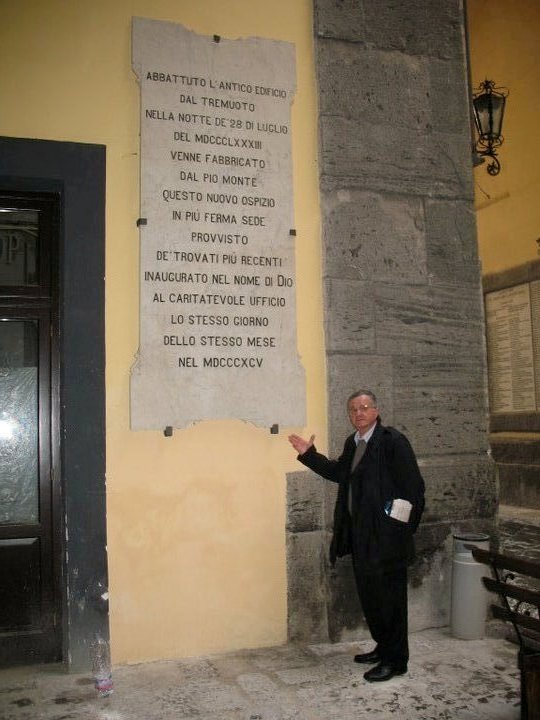 ABBATTUTO L'ANTICO EDIFICIO
DAL TREMUOTO
NELLA NOTTE DE' 28 DI LUGLIO
DEL MDCCCLXXXIII
VENNE FABBRICATO
DAL PIO MONTE
QUESTO NUOVO OSPIZIO
IN PIÙ FERMA SEDE
PROVVISTO
DE' TROVATI PIÙ RECENTI
INAUGURATO NEL NOME DI DIO
AL CARITATEVOLE UFFICIO
LO STESSO GIORNO
DELLO STESSO MESE
NEL MDCCCXCV